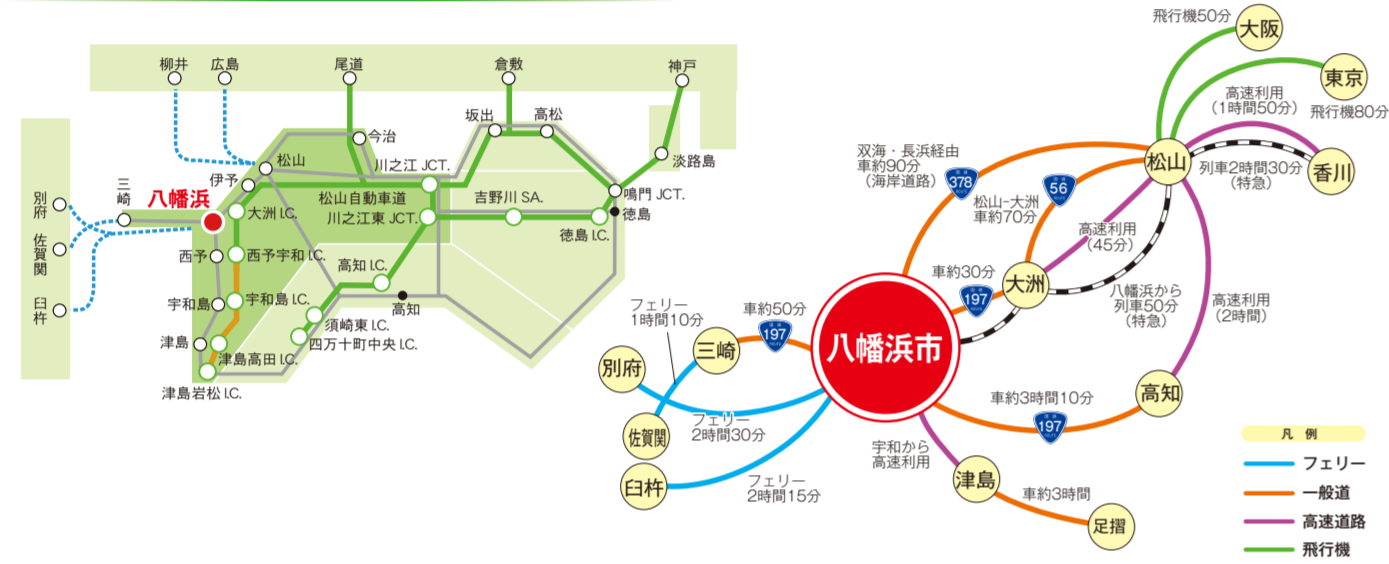 柳井
広島
尾道
倉敷
神戸
坂出
高松
今治
松山
川之江 JCT.
淡路島
伊予
三崎
八幡浜
別府
佐賀関
臼杵
大洲 I.C.
松山自動車道
川之江東 JCT.
吉野川 SA.
鳴門 JCT.
徳島
徳島 I.C.
西予
西予宇和 I.C.
高知 I.C.
宇和島
宇和島 I.C.
高知
須崎東 I.C.
四万十町中央 I.C.
津島
津島高田 I.C.
津島岩松 I.C.
飛行機50分
大阪
東京
飛行機80分
高速利用
（1時間50分）
香川
列車2時間30分
（特急）
松山
双海・長浜経由
車約90分
（海岸道路）
国道
378
ROUTE
国道
56
ROUTE
松山-大洲
車約70分
高速利用
（45分）
車約30分
国道
197
ROUTE
大洲
八幡浜から
列車50分
（特急）
高速利用
（2時間）
八幡浜市
フェリー
1時間10分
車約50分
国道
197
ROUTE
三崎
別府
佐賀関
臼杵
フェリー
2時間30分
フェリー
2時間15分
車約3時間10分
国道
197
ROUTE
高知
宇和から
高速利用
津島
車約3時間
足摺
凡 例
フェリー
一般道
高速道路
飛行機